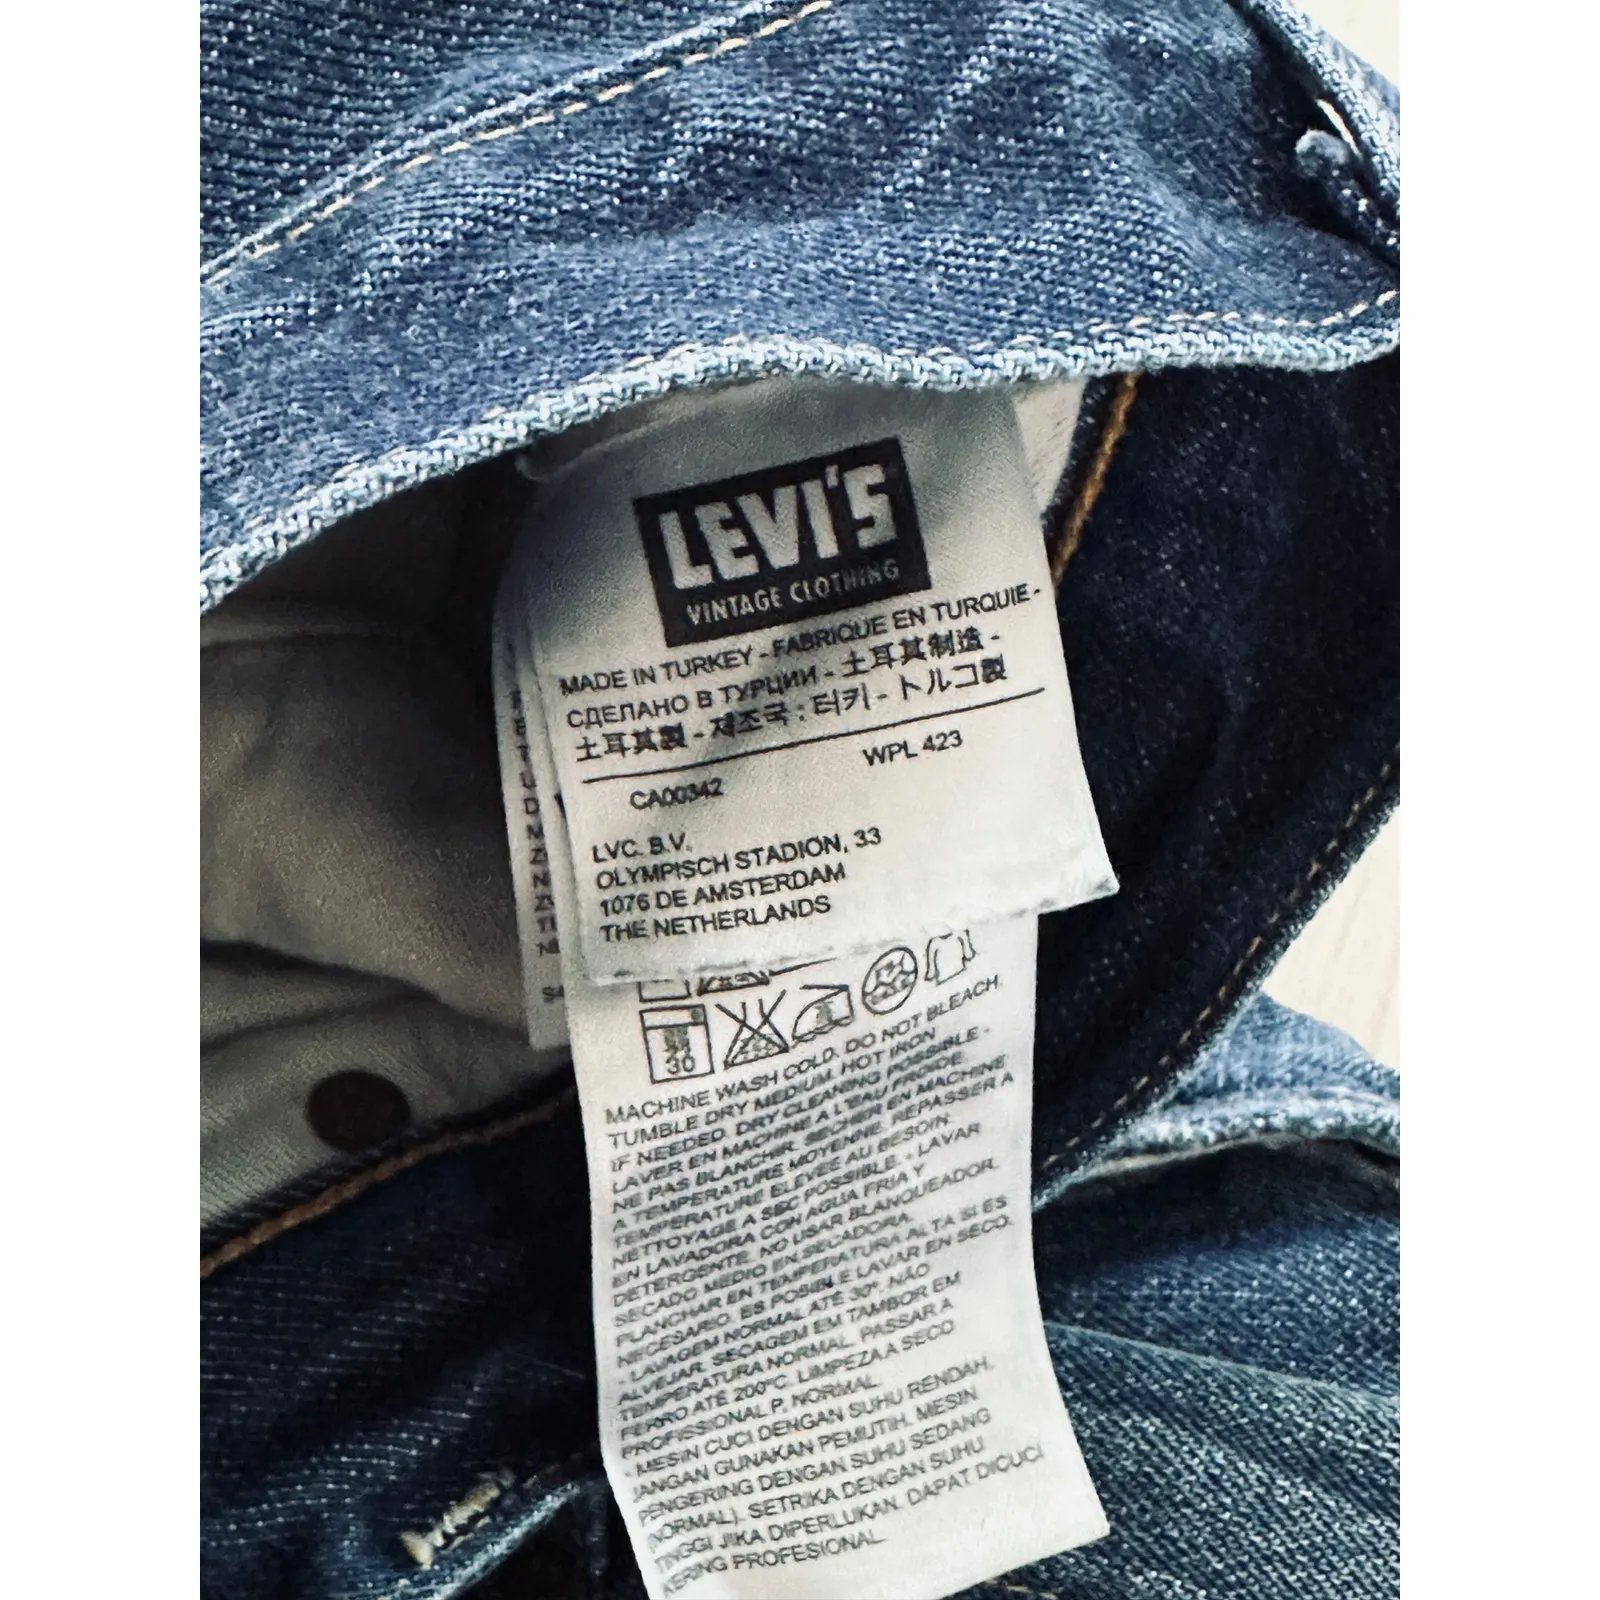 LEVI'S
VINTAGE CLOTHING
MADE IN TURKEY - FABRIQUE EN TURQUIE -
СДЕЛАНО В ТУРЦИИ - 土耳其制造 -
土耳其製 - 제조국 : 터키 - トルコ製
CA00342 WPL 423
LVC. B.V.
OLYMPISCH STADION, 33
1076 DE AMSTERDAM
THE NETHERLANDS
30
MACHINE WASH COLD. DO NOT BLEACH.
TUMBLE DRY MEDIUM. HOT IRON
IF NEEDED. DRY CLEANING POSSIBLE -
LAVER EN MACHINE A L'EAU FROIDE.
NE PAS BLANCHIR. SECHER EN MACHINE
A TEMPERATURE MOYENNE. REPASSER A
TEMPERATURE ELEVEE AU BESOIN.
NETTOYAGE A SEC POSSIBLE. - LAVAR
EN LAVADORA CON AGUA FRIA Y
DETERGENTE. NO USAR BLANQUEADOR.
SECADO MEDIO EN SECADORA.
PLANCHAR EN TEMPERATURA ALTA SI ES
NECESARIO. ES POSIBLE LAVAR EN SECO.
- LAVAGEM NORMAL ATÉ 30º. NÃO
ALVEJAR. SECAGEM EM TAMBOR EM
TEMPERATURA NORMAL. PASSAR A
FERRO ATÉ 200ºC. LIMPEZA A SECO
PROFISSIONAL P, NORMAL
- MESIN CUCI DENGAN SUHU RENDAH.
JANGAN GUNAKAN PEMUTIH. MESIN
PENGERING DENGAN SUHU SEDANG
(NORMAL). SETRIKA DENGAN SUHU
TINGGI JIKA DIPERLUKAN. DAPAT DICUCI
KERING PROFESIONAL.